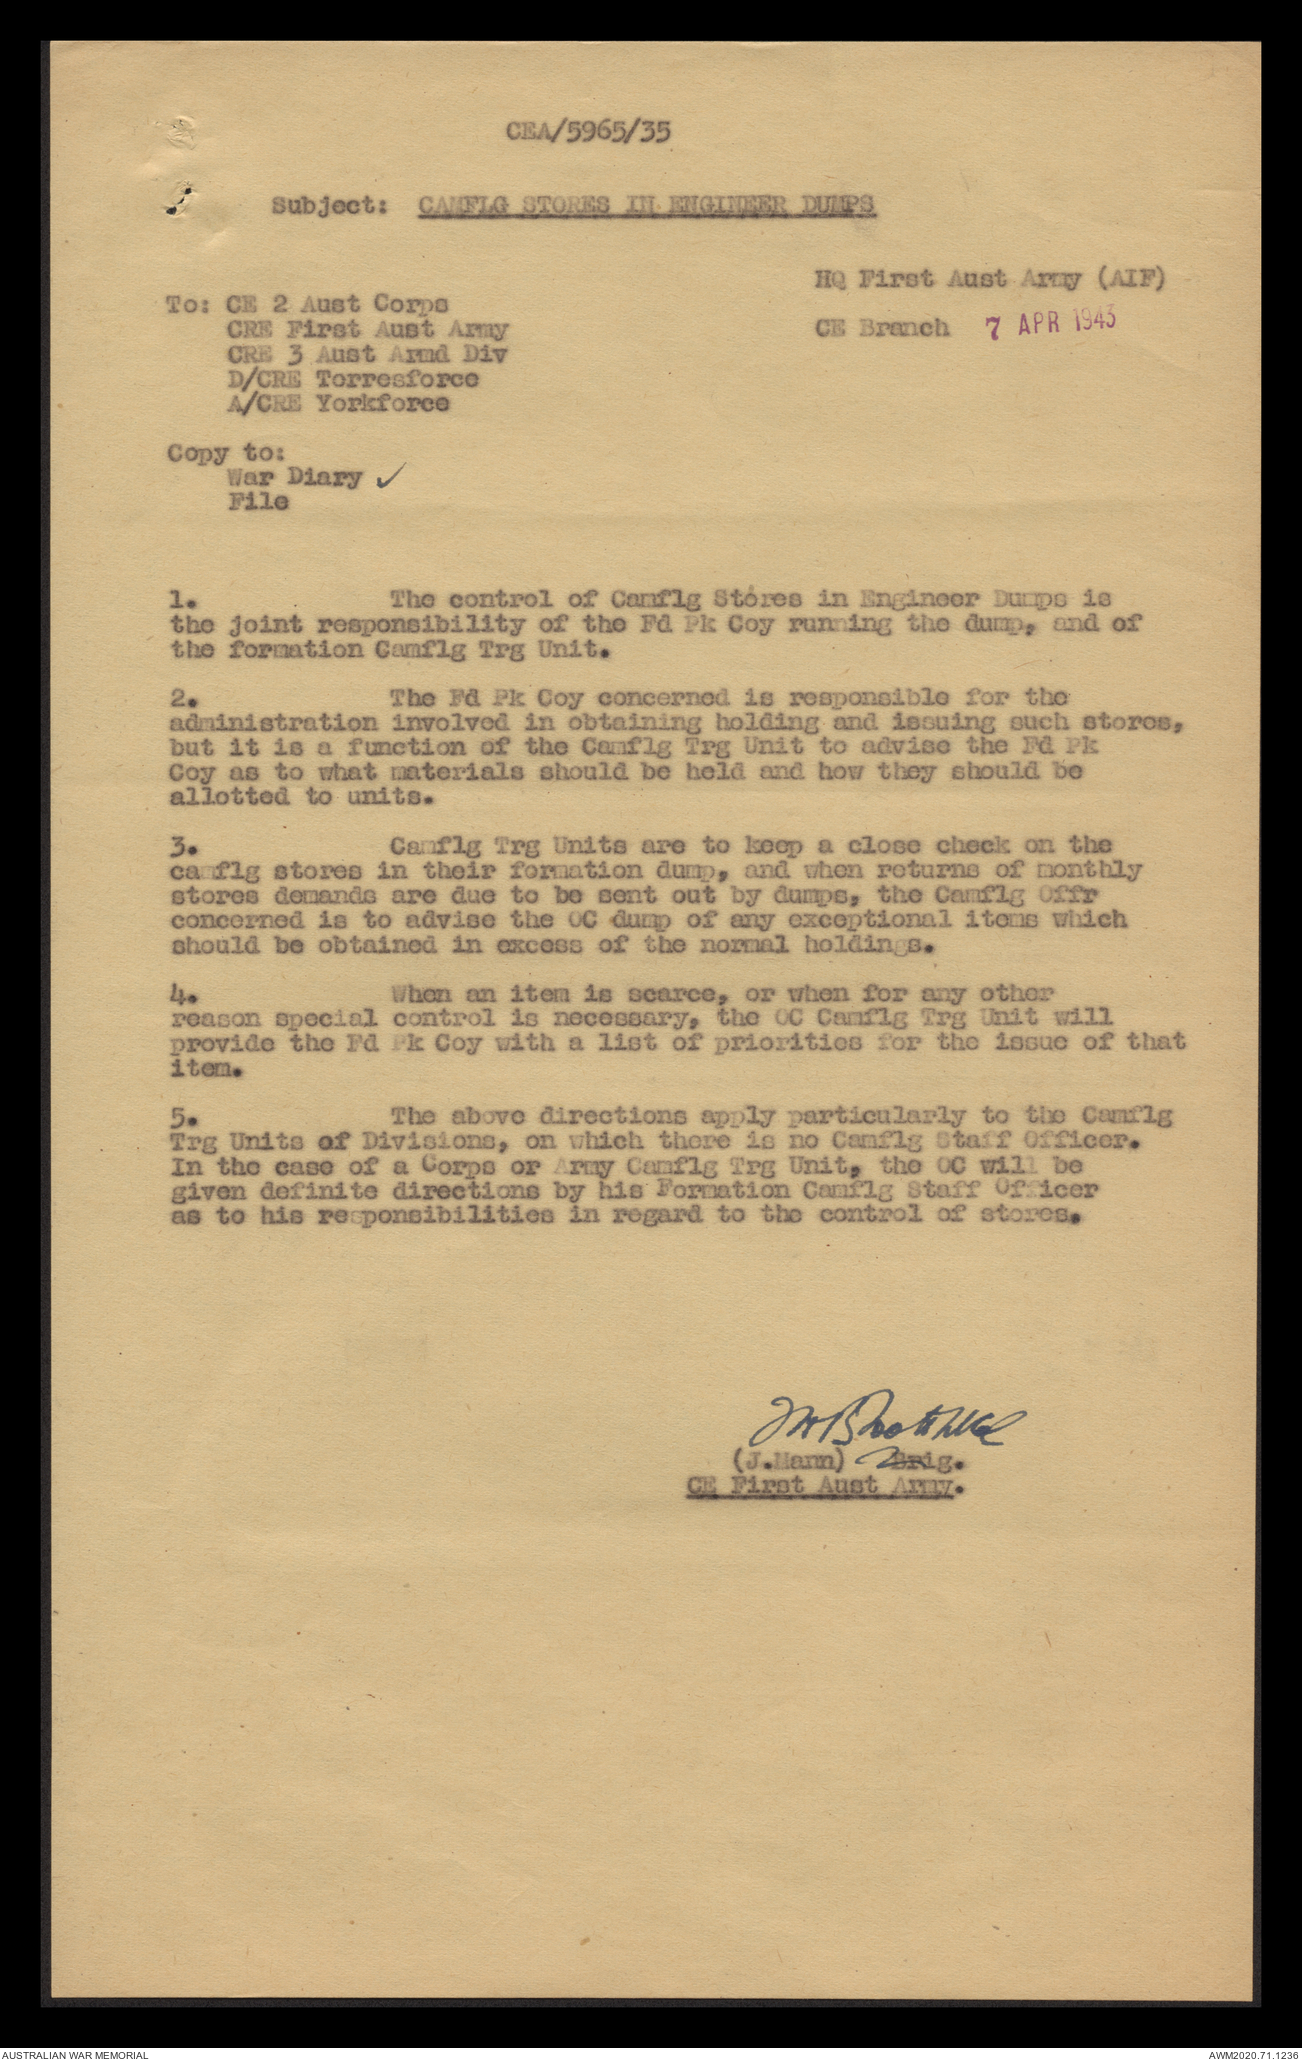 CEA/5965/35
Subject: CAMFLG STORES IN ENGINEER DUMPS
HQ First Aust Army (AIF)
CE Branch 7 APR 1943
To: CE 2 Aust Corps
CRE First Aust Army
CRE 3 Aust Armd Div
D/CRE Torresforce
A/CRE Yorkforce
Copy to:
War Diary ✓
File
1. The control of Camflg Stores in Engineer Dumps is
the joint responsibility of the Fd Pk Coy running the dump, and of
the formation Camflg Trg Unit.
2. The Fd Pk Coy concerned is responsible for the
administration involved in obtaining holding and issuing such stores,
but it is a function of the Camflg Trg Unit to advise the Fd Pk
Coy as to what materials should be held and how they should be
allotted to units.
3. Camflg Trg Units are to keep a close check on the
camflg stores in their formation dump, and when returns of monthly
stores demands are due to be sent out by dumps, the Camflg Offr
concerned is to advise the OC dump of any exceptional items which
should be obtained in excess of the normal holdings.
4. When an item is scarce, or when for any other
reason special control is necessary, the OC Camflg Trg Unit will
provide the Fd Pk Coy with a list of priorities for the issue of that
item.
5. The above directions apply particularly to the Camflg
Trg Units of Divisions, on which there is no Camflg Staff Officer.
In the case of a Corps or Army Camflg Trg Unit, the OC will be
given definite directions by his Formation Camflg Staff Officer
as to his responsibilities in regard to the control of stores.
(J.Mann) Brig.
CE First Aust Army.
AUSTRALIAN WAR MEMORIAL
AWM2020.71.1236